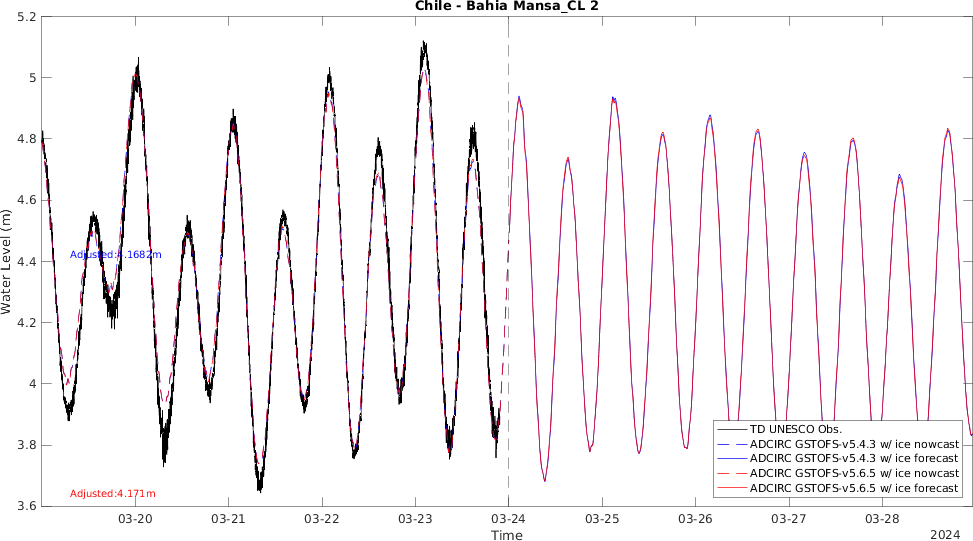 Chile - Bahia Mansa_CL 2
5.2
5
4.8
4.6
4.4
4.2
4
3.8
3.6
Water Level (m)
Adjusted:4.1682m
Adjusted:4.171m
TD UNESCO Obs.
ADCIRC GSTOFS-v5.4.3 w/ ice nowcast
ADCIRC GSTOFS-v5.4.3 w/ ice forecast
ADCIRC GSTOFS-v5.6.5 w/ ice nowcast
ADCIRC GSTOFS-v5.6.5 w/ ice forecast
03-20 03-21 03-22 03-23 03-24 03-25 03-26 03-27 03-28
Time
2024